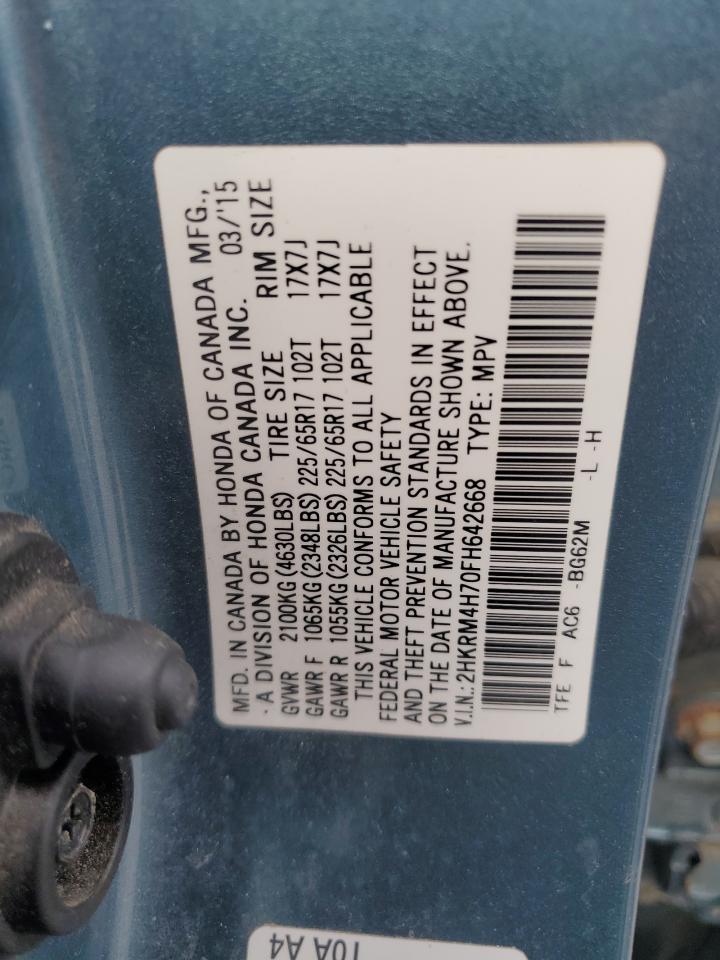 MFD. IN CANADA BY HONDA OF CANADA MFG.,
A DIVISION OF HONDA CANADA INC. 03/'15
GVWR 2100KG (4630LBS) TIRE SIZE RIM SIZE
GAWR F 1065KG (2348LBS) 225/65R17 102T 17X7J
GAWR R 1055KG (2326LBS) 225/65R17 102T 17X7J
THIS VEHICLE CONFORMS TO ALL APPLICABLE
FEDERAL MOTOR VEHICLE SAFETY
AND THEFT PREVENTION STANDARDS IN EFFECT
ON THE DATE OF MANUFACTURE SHOWN ABOVE.
V.I.N.: 2HKRM4H70FH642668 TYPE: MPV
TFE F AC6 -BG62M -L -H
T0A A4